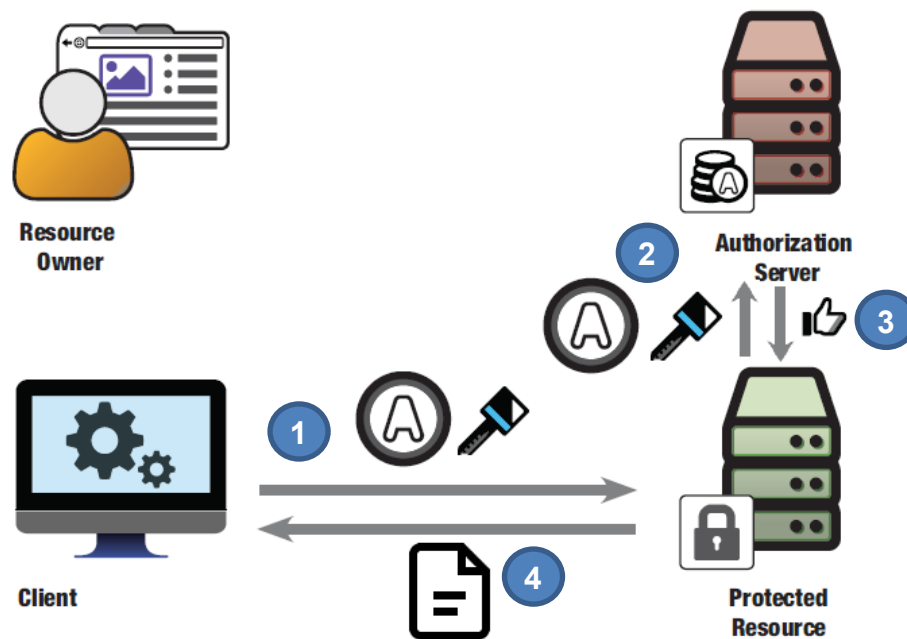 Resource
Owner
A
Authorization
Server
2
A
3
1
A
4
Client
Protected
Resource